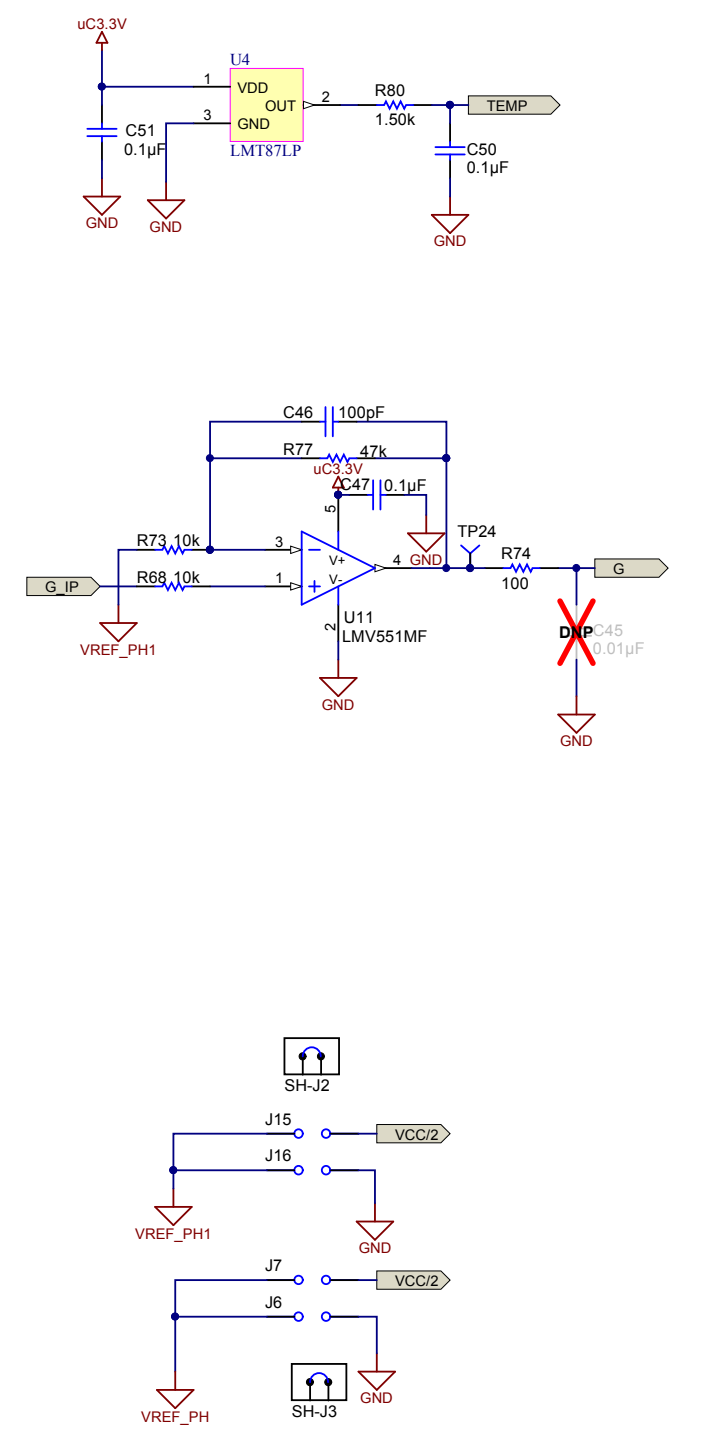 uC3.3V
U4
1
VDD
OUT
2
3
GND
LMT87LP
C51
0.1µF
R80
1.50k
TEMP
C50
0.1µF
GND
GND
GND
C46
100pF
R77
47k
uC3.3V
C47
0.1µF
5
R73
10k
3
V+
GND
TP24
4
R74
100
G
G_IP
R68
10k
1
V-
2
U11
LMV551MF
VREF_PH1
GND
DNP
C45
0.01µF
GND
SH-J2
J15
VCC/2
J16
VREF_PH1
GND
J7
VCC/2
J6
VREF_PH
SH-J3
GND